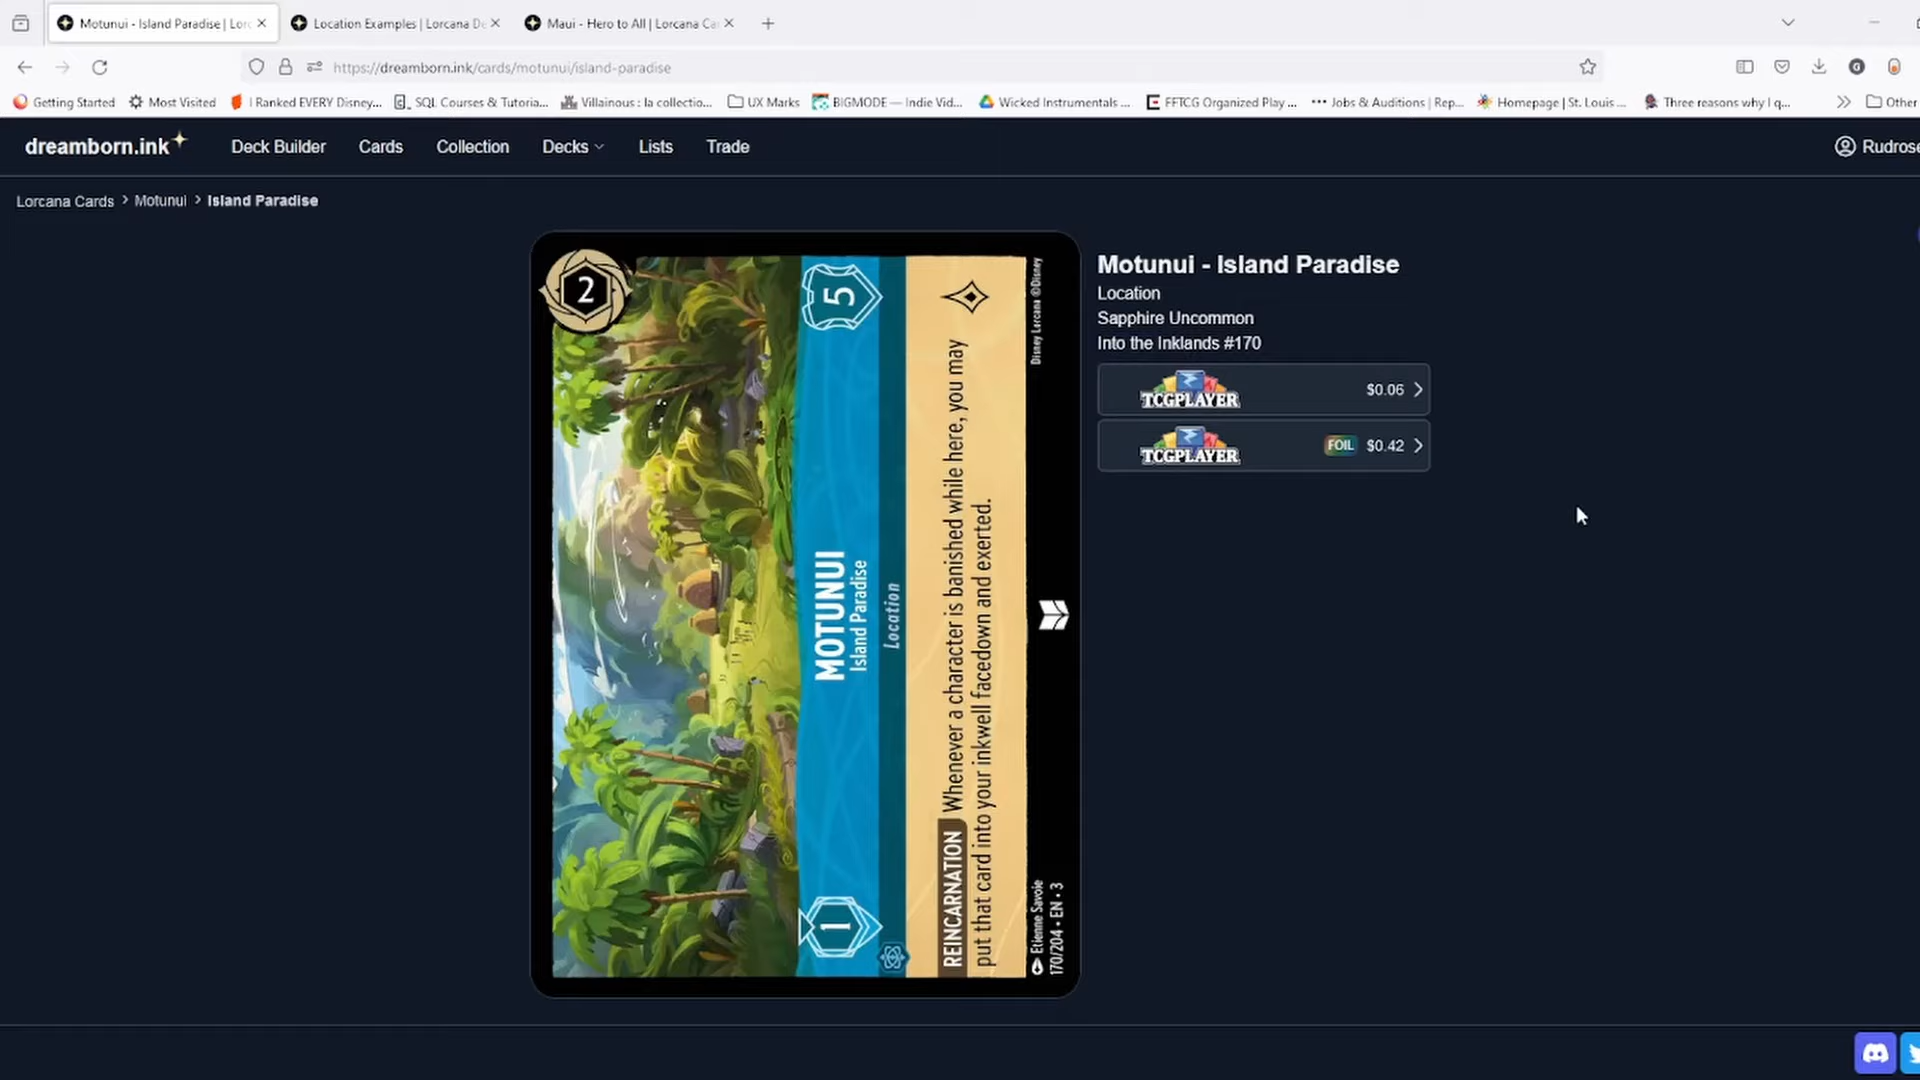 Motunui - Island Paradise | Lorc
Location Examples | Lorcana De
Maui - Hero to All | Lorcana Ca
https://dreamborn.ink/cards/motunui/island-paradise
Getting Started
Most Visited
I Ranked EVERY Disney...
SQL Courses & Tutoria...
Villainous : la collectio...
UX Marks
BIGMODE — Indie Vid...
Wicked Instrumentals ...
FFTCG Organized Play ...
Jobs & Auditions | Rep...
Homepage | St. Louis ...
Three reasons why I q...
Other
dreamborn.ink
Deck Builder
Cards
Collection
Decks
Lists
Trade
Rudrose
Lorcana Cards > Motunui > Island Paradise
2
5
1
MOTUNUI
Island Paradise
Location
REINCARNATION Whenever a character is banished while here, you may
put that card into your inkwell facedown and exerted.
Etienne Savoie
170/204 • EN • 3
Disney Lorcana ©Disney
Motunui - Island Paradise
Location
Sapphire Uncommon
Into the Inklands #170
TCGPLAYER
$0.06
TCGPLAYER
FOIL
$0.42